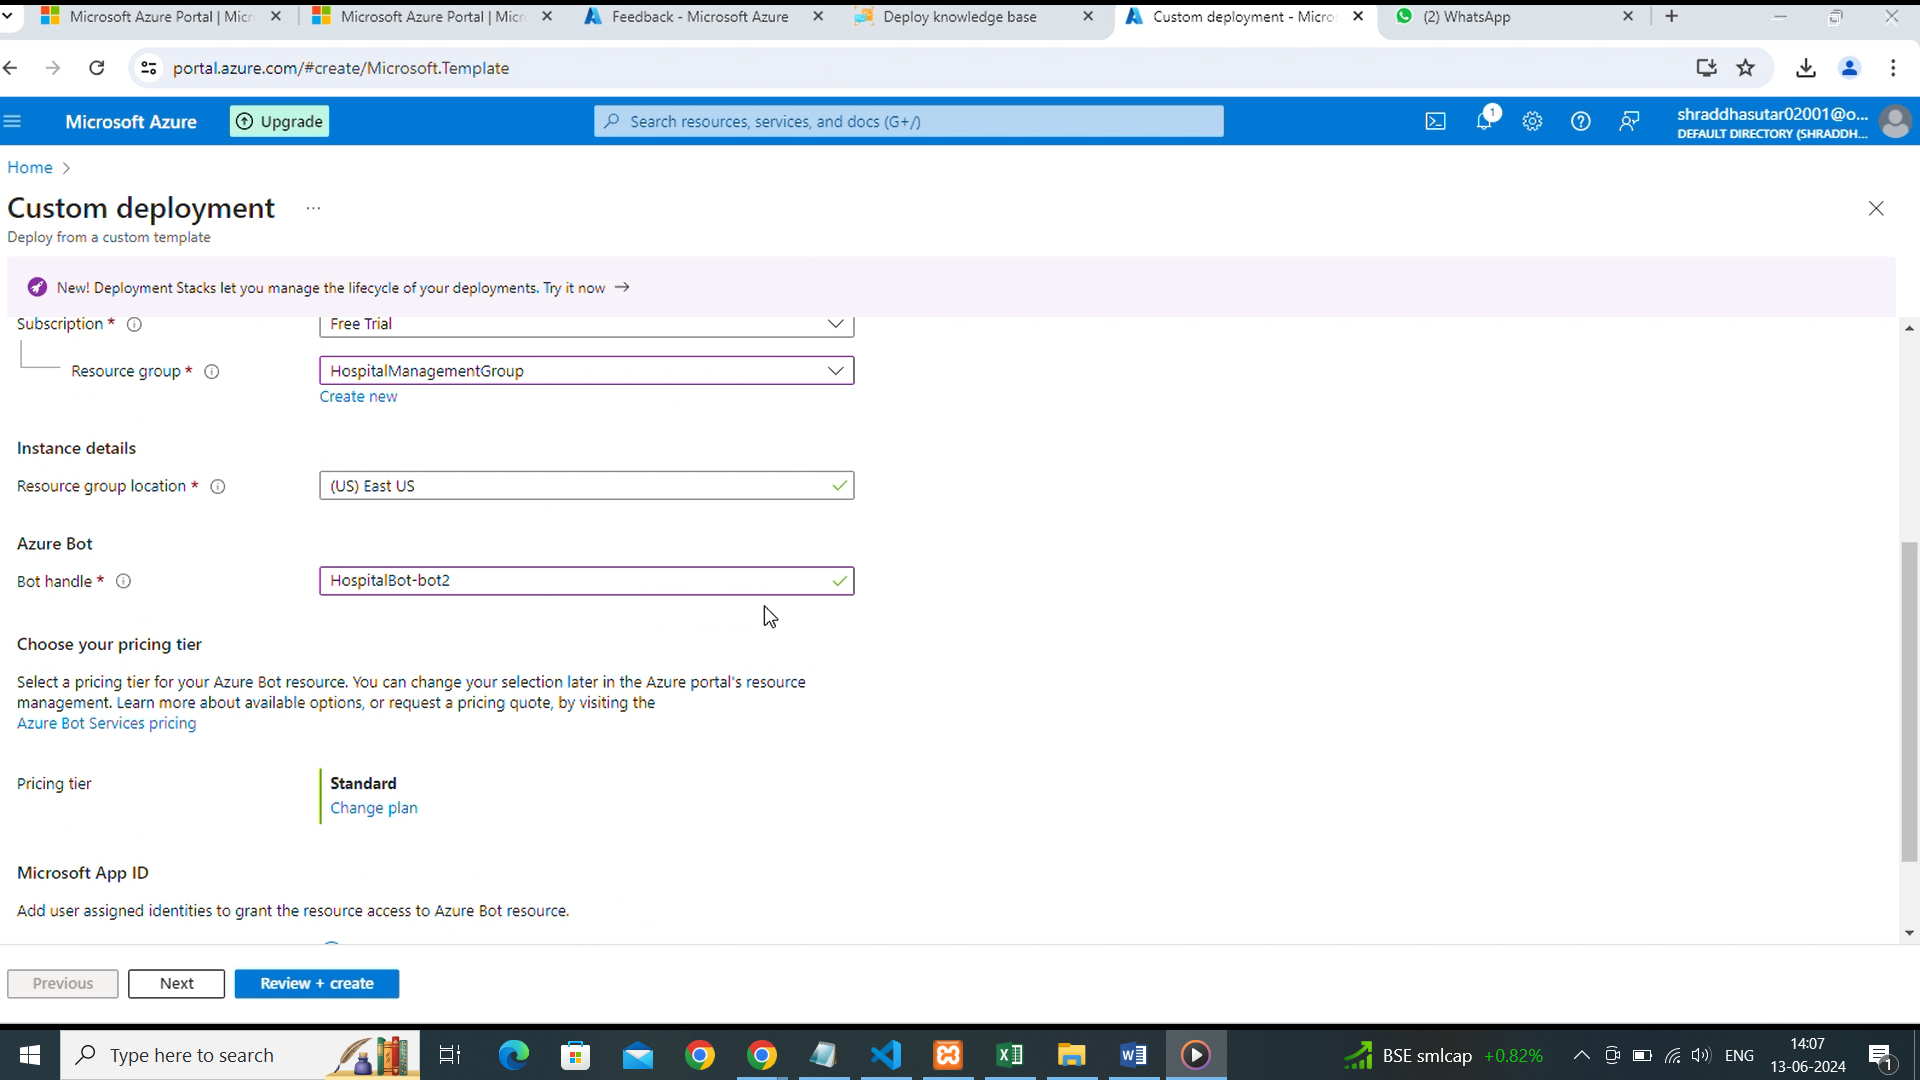 Microsoft Azure Portal | Micr
Microsoft Azure Portal | Micr
Feedback - Microsoft Azure
Deploy knowledge base
Custom deployment - Micro
(2) WhatsApp
portal.azure.com/#create/Microsoft.Template
Microsoft Azure
Upgrade
Search resources, services, and docs (G+/)
1
shraddhasutar02001@o...
DEFAULT DIRECTORY (SHRADDH...
Home
Custom deployment
...
Deploy from a custom template
New! Deployment Stacks let you manage the lifecycle of your deployments. Try it now →
Subscription *
Free Trial
Resource group *
HospitalManagementGroup
Create new
Instance details
Resource group location *
(US) East US
Azure Bot
Bot handle *
HospitalBot-bot2
Choose your pricing tier
Select a pricing tier for your Azure Bot resource. You can change your selection later in the Azure portal's resource
management. Learn more about available options, or request a pricing quote, by visiting the
Azure Bot Services pricing
Pricing tier
Standard
Change plan
Microsoft App ID
Add user assigned identities to grant the resource access to Azure Bot resource.
Previous
Next
Review + create
Type here to search
BSE smlcap +0.82%
ENG
14:07
13-06-2024
1